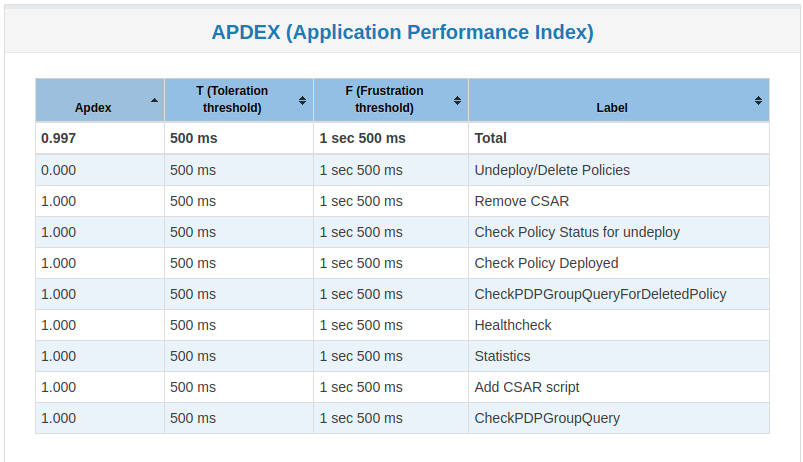 APDEX (Application Performance Index)
Apdex T (Toleration threshold) F (Frustration threshold) Label
0.997 500 ms 1 sec 500 ms Total
0.000 500 ms 1 sec 500 ms Undeploy/Delete Policies
1.000 500 ms 1 sec 500 ms Remove CSAR
1.000 500 ms 1 sec 500 ms Check Policy Status for undeploy
1.000 500 ms 1 sec 500 ms Check Policy Deployed
1.000 500 ms 1 sec 500 ms CheckPDPGroupQueryForDeletedPolicy
1.000 500 ms 1 sec 500 ms Healthcheck
1.000 500 ms 1 sec 500 ms Statistics
1.000 500 ms 1 sec 500 ms Add CSAR script
1.000 500 ms 1 sec 500 ms CheckPDPGroupQuery